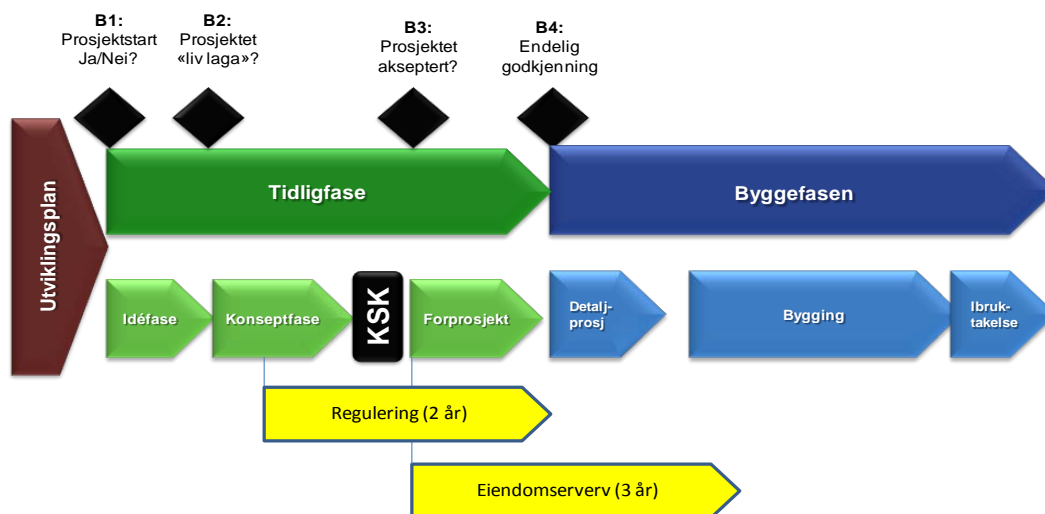 B1:
Prosjektstart
Ja/Nei?
B2:
Prosjektet
«liv laga»?
B3:
Prosjektet
akseptert?
B4:
Endelig
godkjenning
Utviklingsplan
Tidligfase
Byggefasen
Idéfase
Konseptfase
KSK
Forprosjekt
Detalj-
prosj
Bygging
Ibruk-
takelse
Regulering (2 år)
Eiendomserverv (3 år)